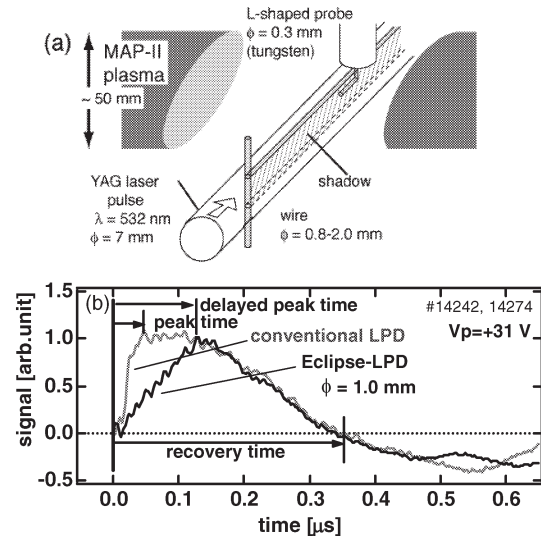 (a)
MAP-II
plasma
~ 50 mm
L-shaped probe
ϕ = 0.3 mm
(tungsten)
shadow
YAG laser
pulse
λ = 532 nm
ϕ = 7 mm
wire
ϕ = 0.8-2.0 mm
(b)
delayed peak time
peak time
#14242, 14274
Vp=+31 V
conventional LPD
Eclipse-LPD
ϕ = 1.0 mm
recovery time
signal [arb.unit]
1.5
1.0
0.5
0.0
-0.5
0.0 0.1 0.2 0.3 0.4 0.5 0.6
time [μs]